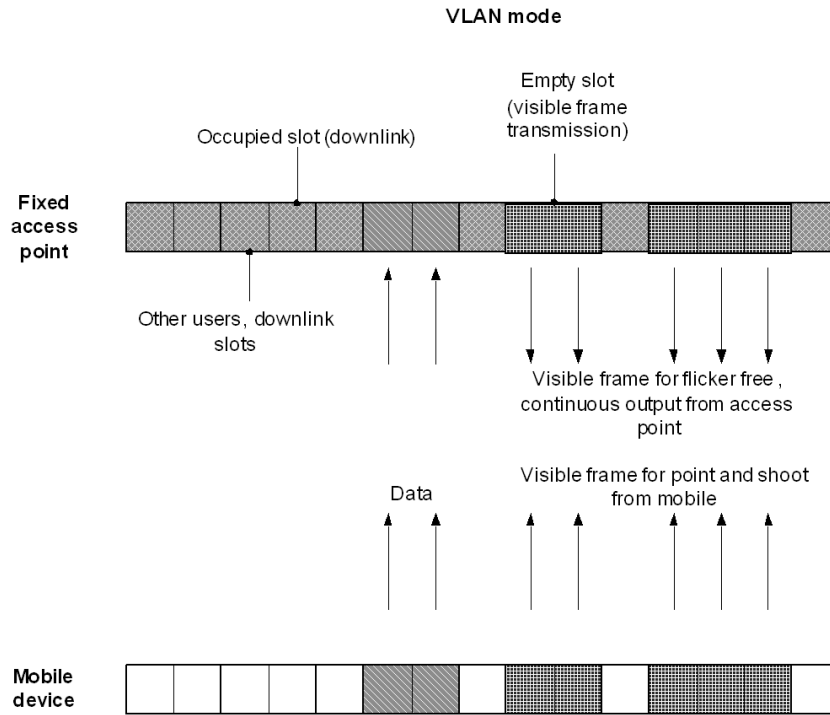 VLAN mode
Empty slot
(visible frame
transmission)
Occupied slot (downlink)
Fixed
access
point
Other users, downlink
slots
Visible frame for flicker free ,
continuous output from access
point
Data
Visible frame for point and shoot
from mobile
Mobile
device